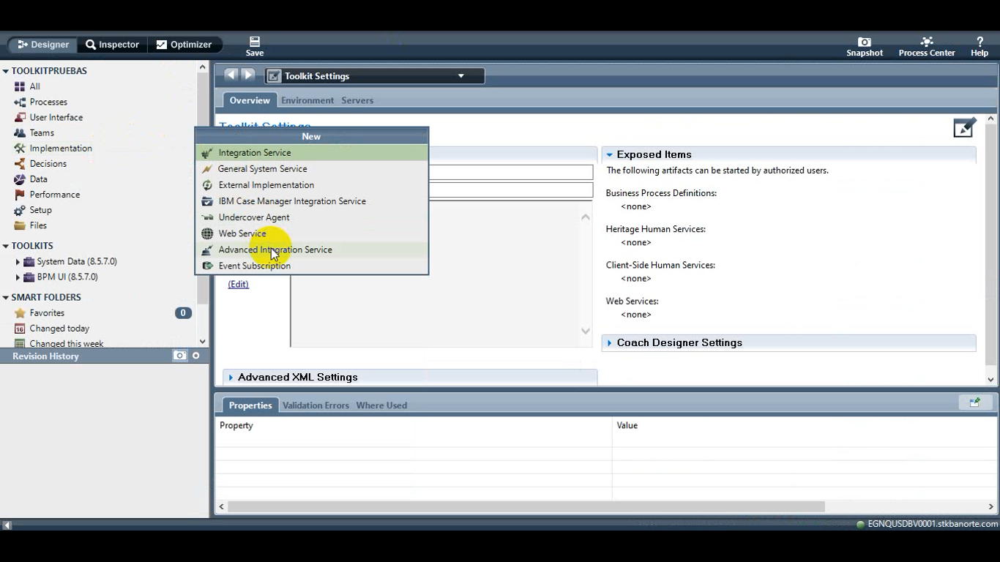 Designer
Inspector
Optimizer
Save
Snapshot
Process Center
Help
TOOLKITPRUEBAS
All
Processes
User Interface
Teams
Implementation
Decisions
Data
Performance
Setup
Files
TOOLKITS
System Data (8.5.7.0)
BPM UI (8.5.7.0)
SMART FOLDERS
Favorites 0
Changed today
Changed this week
Revision History
Toolkit Settings
Overview Environment Servers
Toolkit Settings
New
Integration Service
General System Service
External Implementation
IBM Case Manager Integration Service
Undercover Agent
Web Service
Advanced Integration Service
Event Subscription
(Edit)
Advanced XML Settings
Exposed Items
The following artifacts can be started by authorized users.
Business Process Definitions:
<none>
Heritage Human Services:
<none>
Client-Side Human Services:
<none>
Web Services:
<none>
Coach Designer Settings
Properties Validation Errors Where Used
Property Value
EGNQUSDBV0001.stkbanorte.com